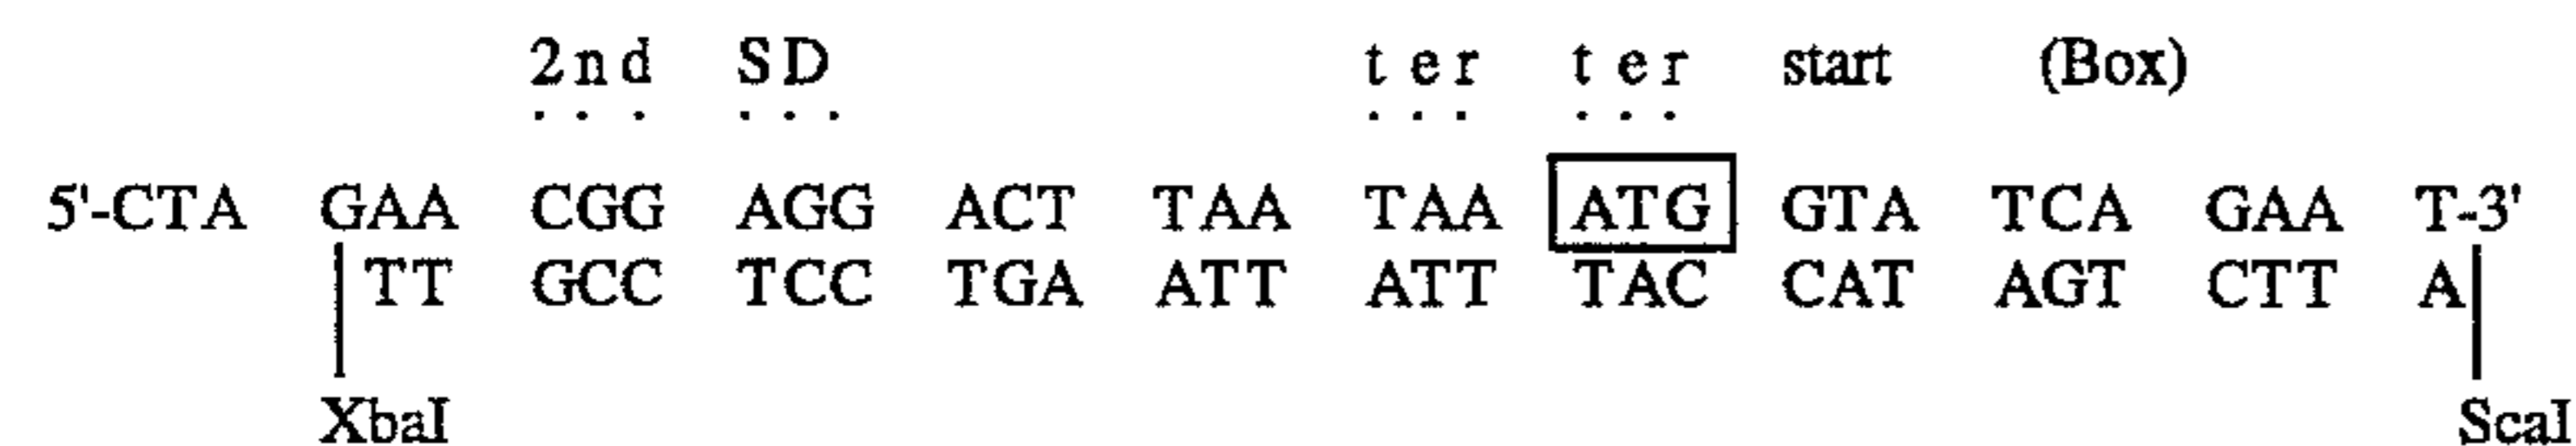 2nd SD ter ter start (Box)
... ... ... ...
5'-CTA GAA CGG AGG ACT TAA TAA ATG GTA TCA GAA T-3'
TT GCC TCC TGA ATT ATT TAC CAT AGT CTT A
XbaI ScaI